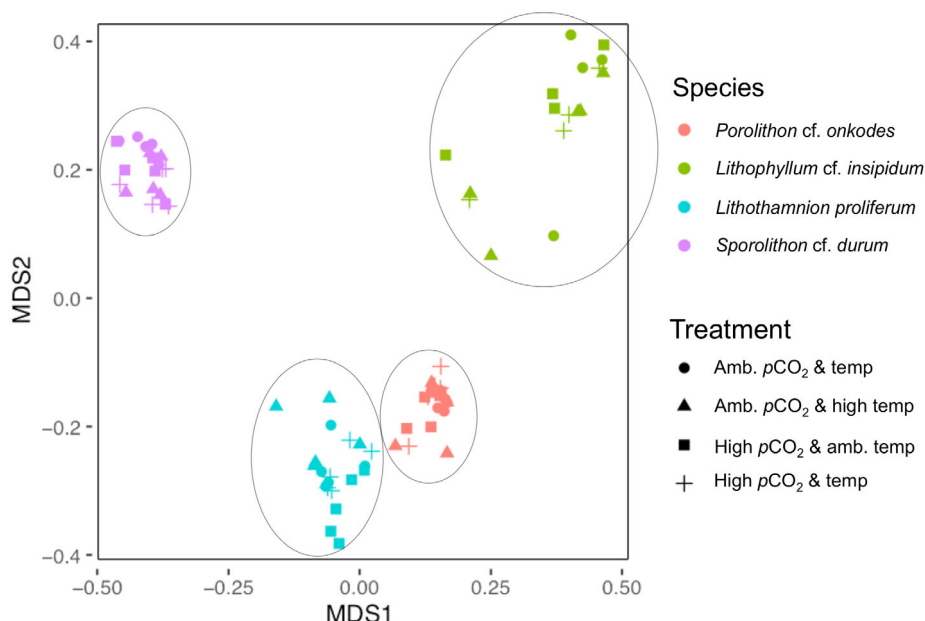 0.4
0.2
0.0
−0.2
−0.4
MDS2
−0.50
−0.25
0.00
0.25
0.50
MDS1
Species
Porolithon cf. onkodes
Lithophyllum cf. insipidum
Lithothamnion proliferum
Sporolithon cf. durum
Treatment
Amb. pCO₂ & temp
Amb. pCO₂ & high temp
High pCO₂ & amb. temp
High pCO₂ & temp